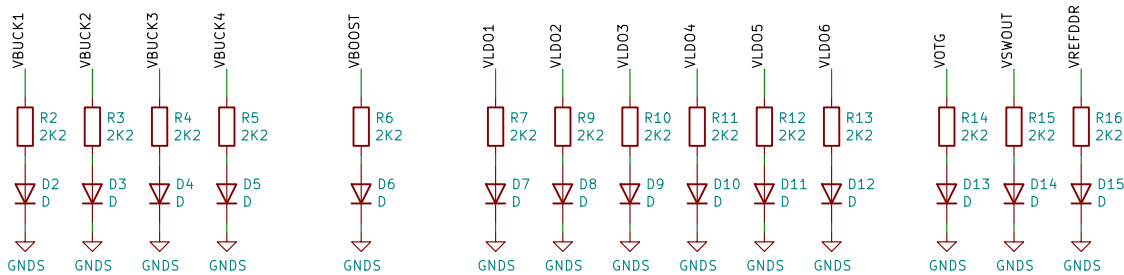 VBUCK1 VBUCK2 VBUCK3 VBUCK4 VBOOST VLDO1 VLDO2 VLDO3 VLDO4 VLDO5 VLDO6 VOTG VSWOUT VREFDDR
R2 R3 R4 R5 R6 R7 R9 R10 R11 R12 R13 R14 R15 R16
2K2 2K2 2K2 2K2 2K2 2K2 2K2 2K2 2K2 2K2 2K2 2K2 2K2 2K2
D2 D3 D4 D5 D6 D7 D8 D9 D10 D11 D12 D13 D14 D15
D D D D D D D D D D D D D D
GNDS GNDS GNDS GNDS GNDS GNDS GNDS GNDS GNDS GNDS GNDS GNDS GNDS GNDS